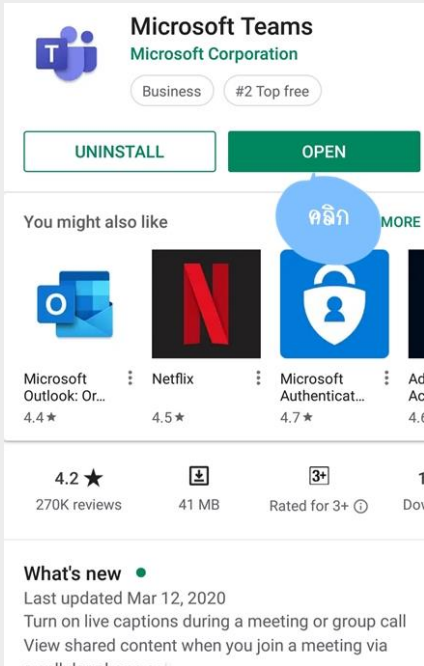 Microsoft Teams
Microsoft Corporation
Business
#2 Top free
UNINSTALL
OPEN
คลิก
You might also like
MORE
Microsoft Outlook: Or...
4.4★
Netflix
4.5★
Microsoft Authenticat...
4.7★
4.2 ★
270K reviews
41 MB
3+
Rated for 3+
What's new
Last updated Mar 12, 2020
Turn on live captions during a meeting or group call
View shared content when you join a meeting via